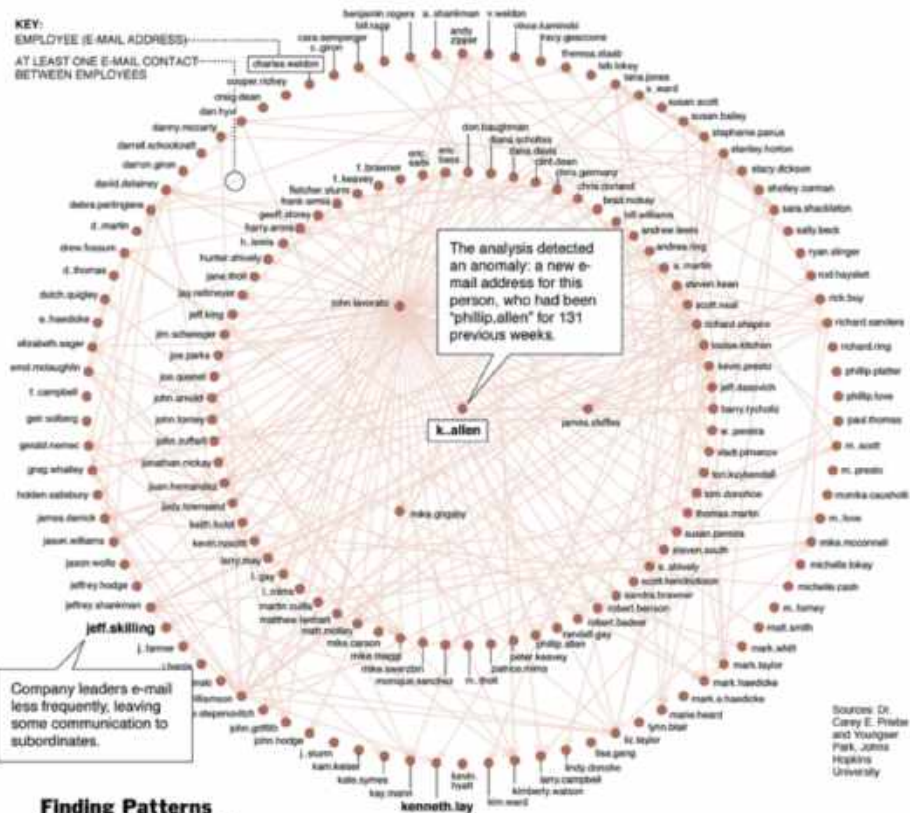 KEY:
EMPLOYEE (E-MAIL ADDRESS)
AT LEAST ONE E-MAIL CONTACT
BETWEEN EMPLOYEES
benjamin.rogers
a..shankman
v.weldon
bill.rapp
andy.
zipper
vince.kaminski
cara.semperger
tracy.geaccone
c..giron
theresa.staab
charles.weldon
teb.lokey
cooper.richey
tana.jones
craig.dean
s..ward
dan.hyvl
susan.scott
danny.mccarty
susan.bailey
darrell.schoolcraft
stephanie.panus
darron.giron
stanley.horton
david.delainey
stacy.dickson
debra.perlingiere
shelley.corman
d..martin
sara.shackleton
drew.fossum
sally.beck
d..thomas
ryan.slinger
dutch.quigley
rod.hayslett
e..haedicke
rick.buy
elizabeth.sager
richard.sanders
errol.mclaughlin
richard.ring
f..campbell
phillip.platter
geir.solberg
phillip.love
gerald.nemec
paul.thomas
greg.whalley
m..scott
holden.salisbury
m..presto
james.derrick
monika.causholli
jason.williams
m..love
jason.wolfe
mike.mcconnell
jeffrey.hodge
michelle.lokey
jeffrey.shankman
michelle.cash
jeff.skilling
m..forney
j..farmer
matt.smith
mark.whitt
mark.taylor
mark.haedicke
mark.e.haedicke
marie.heard
lynn.blair
liz.taylor
lisa.gang
lindy.donoho
larry.campbell
kimberly.watson
kim.ward
kevin.
hyatt
kenneth.lay
kay.mann
kate.symes
kam.keiser
j..sturm
john.hodge
john.griffith
don.baughman
diana.scholtes
dana.davis
clint.dean
chris.germany
chris.dorland
brad.mckay
bill.williams
andrew.lewis
andrea.ring
a..martin
steven.kean
scott.neal
richard.shapiro
louise.kitchen
kevin.presto
jeff.dasovich
barry.tycholiz
w..pereira
vladi.pimenov
tori.kuykendall
tom.donohoe
thomas.martin
susan.pereira
steven.south
s..shively
scott.hendrickson
sandra.brawner
robert.benson
robert.badeer
randall.gay
phillip.allen
peter.keavey
patrice.mims
m..tholt
monique.sanchez
mike.swerzbin
mike.maggi
mike.carson
matt.motley
matthew.lenhart
martin.cuilla
l..mims
l..gay
larry.may
kevin.ruscitti
keith.holst
judy.townsend
juan.hernandez
jonathan.mckay
john.zufferli
john.forney
john.arnold
joe.quenet
joe.parks
jim.schwieger
jeff.king
jay.reitmeyer
jane.tholt
hunter.shively
h..lewis
harry.arora
geoff.storey
frank.ermis
fletcher.sturm
f..keavey
f..brawner
eric.
saibi
eric.
bass
john.lavorato
The analysis detected
an anomaly: a new e-
mail address for this
person, who had been
"phillip.allen" for 131
previous weeks.
k..allen
james.steffes
mike.grigsby
Company leaders e-mail
less frequently, leaving
some communication to
subordinates.
Sources: Dr.
Carey E. Priebe
and Youngser
Park, Johns
Hopkins
University
Finding Patterns